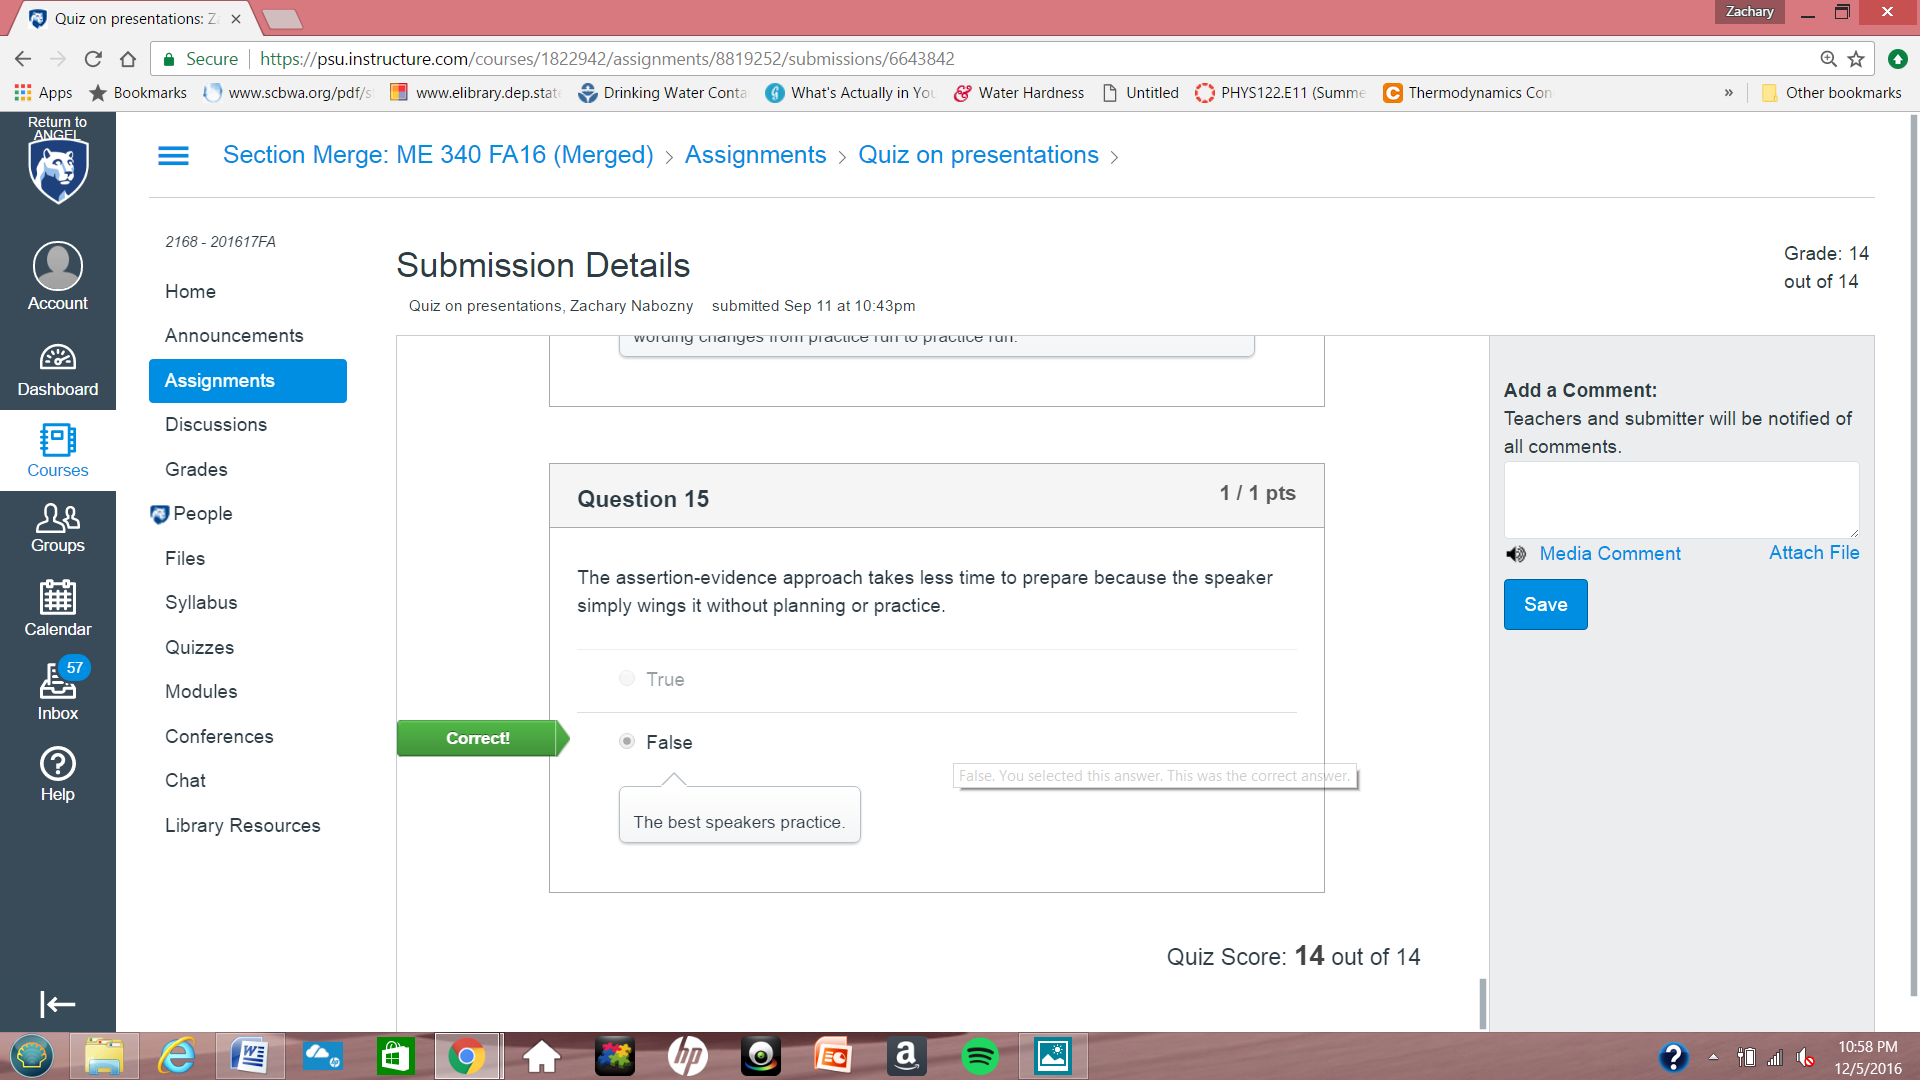 Quiz on presentations: Z
Zachary
Secure
https://psu.instructure.com/courses/1822942/assignments/8819252/submissions/6643842
Apps
Bookmarks
www.scbwa.org/pdf/s
www.elibrary.dep.stat
Drinking Water Conta
What's Actually in Yo
Water Hardness
Untitled
PHYS122.E11 (Summe
Thermodynamics Con
»
Other bookmarks
Return to
ANGEL
Account
Dashboard
Courses
Groups
Calendar
57
Inbox
Help
Section Merge: ME 340 FA16 (Merged) > Assignments > Quiz on presentations >
2168 - 201617FA
Home
Announcements
Assignments
Discussions
Grades
People
Files
Syllabus
Quizzes
Modules
Conferences
Chat
Library Resources
Submission Details
Quiz on presentations, Zachary Nabozny submitted Sep 11 at 10:43pm
Grade: 14
out of 14
wording changes from practice run to practice run.
Question 15
1 / 1 pts
The assertion-evidence approach takes less time to prepare because the speaker
simply wings it without planning or practice.
True
Correct!
False
False. You selected this answer. This was the correct answer.
The best speakers practice.
Quiz Score: 14 out of 14
Add a Comment:
Teachers and submitter will be notified of
all comments.
Media Comment
Attach File
Save
10:58 PM
12/5/2016